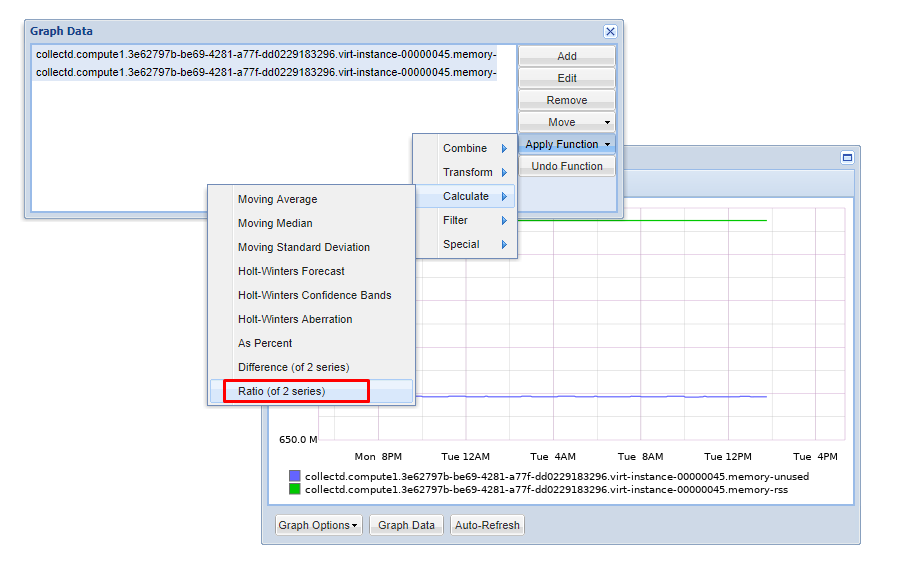 Graph Data
collectd.compute1.3e62797b-be69-4281-a77f-dd0229183296.virt-instance-00000045.memory-
collectd.compute1.3e62797b-be69-4281-a77f-dd0229183296.virt-instance-00000045.memory-
Add
Edit
Remove
Move
Apply Function
Undo Function
Combine
Transform
Calculate
Filter
Special
Moving Average
Moving Median
Moving Standard Deviation
Holt-Winters Forecast
Holt-Winters Confidence Bands
Holt-Winters Aberration
As Percent
Difference (of 2 series)
Ratio (of 2 series)
650.0 M
Mon 8PM Tue 12AM Tue 4AM Tue 8AM Tue 12PM Tue 4PM
collectd.compute1.3e62797b-be69-4281-a77f-dd0229183296.virt-instance-00000045.memory-unused
collectd.compute1.3e62797b-be69-4281-a77f-dd0229183296.virt-instance-00000045.memory-rss
Graph Options Graph Data Auto-Refresh